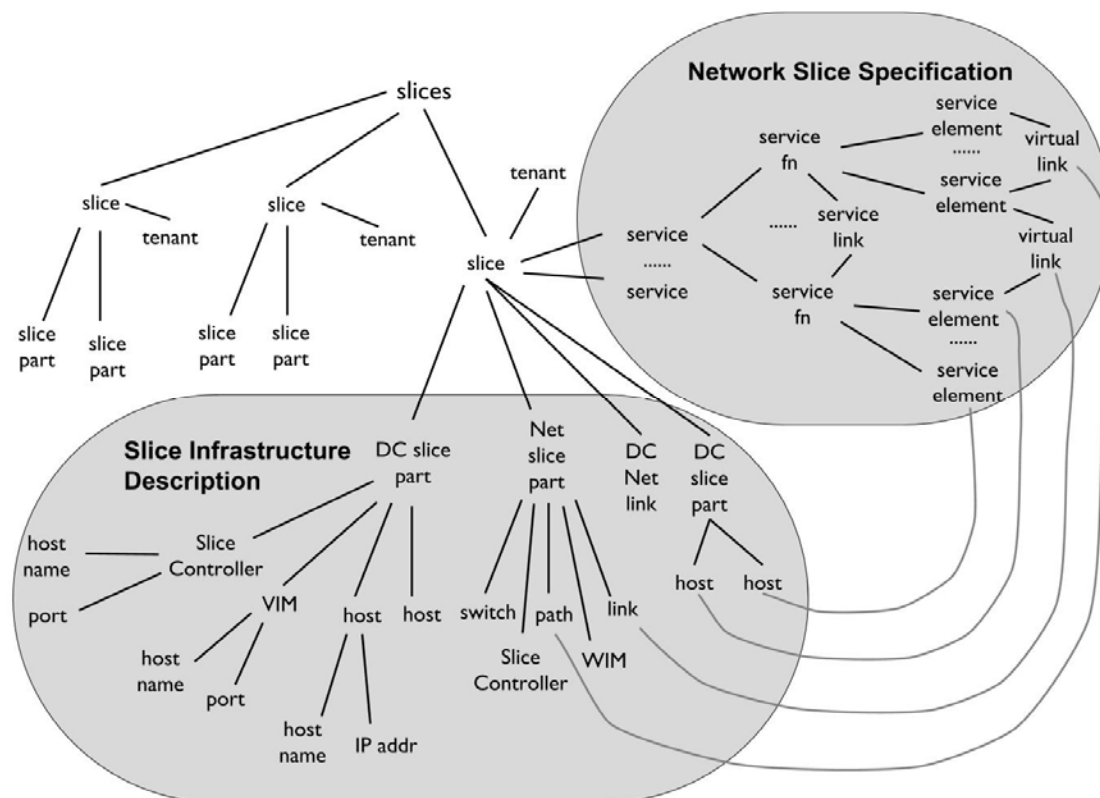 Network Slice Specification
slices
service
element
......
service
fn
virtual
link
tenant
service
element
slice
tenant
slice
tenant
service
......
service
......
service
link
virtual
link
slice
service
fn
service
element
......
service
element
slice
part
slice
part
slice
part
slice
part
Slice Infrastructure
Description
DC slice
part
Net
slice
part
DC
Net
link
DC
slice
part
host
name
port
Slice
Controller
VIM
host
name
port
host
host
host
name
IP addr
switch
path
link
Slice
Controller
WIM
host
host